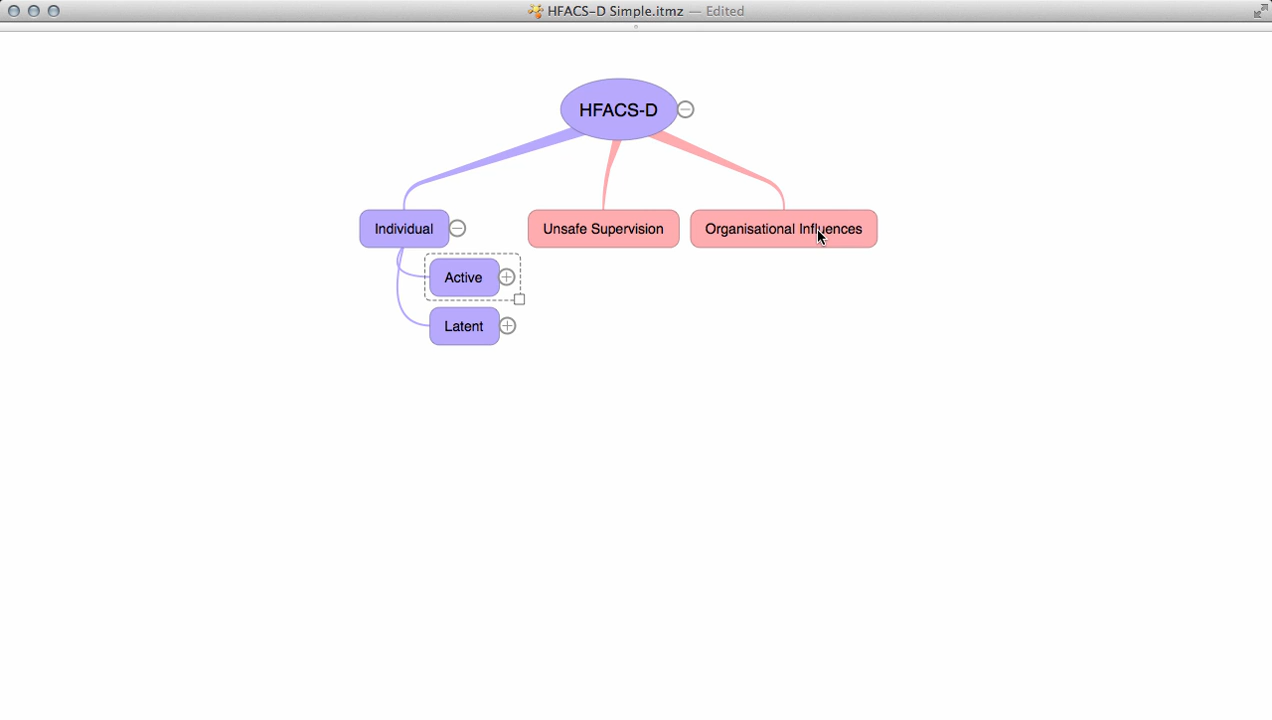 HFACS-D Simple.itmz — Edited
HFACS-D
Individual
Unsafe Supervision
Organisational Influences
Active
Latent